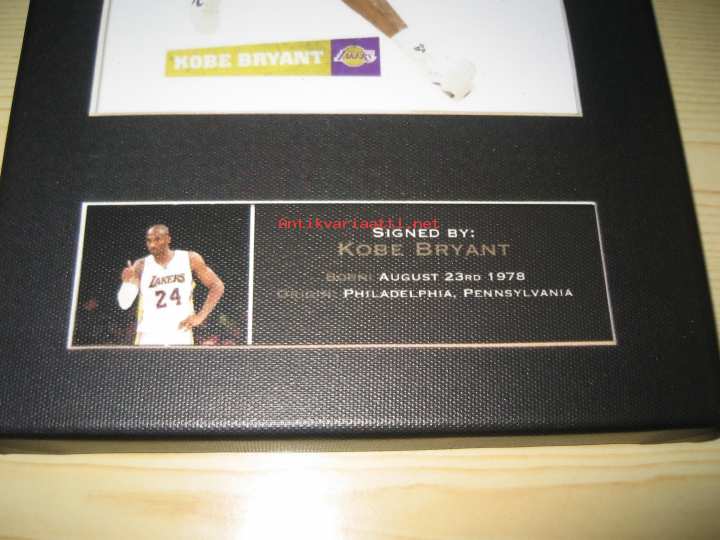 KOBE BRYANT LAKERS
Antikvariaatti.net
SIGNED BY:
KOBE BRYANT
BORN: AUGUST 23RD 1978
ORIGIN: PHILADELPHIA, PENNSYLVANIA
LAKERS
24